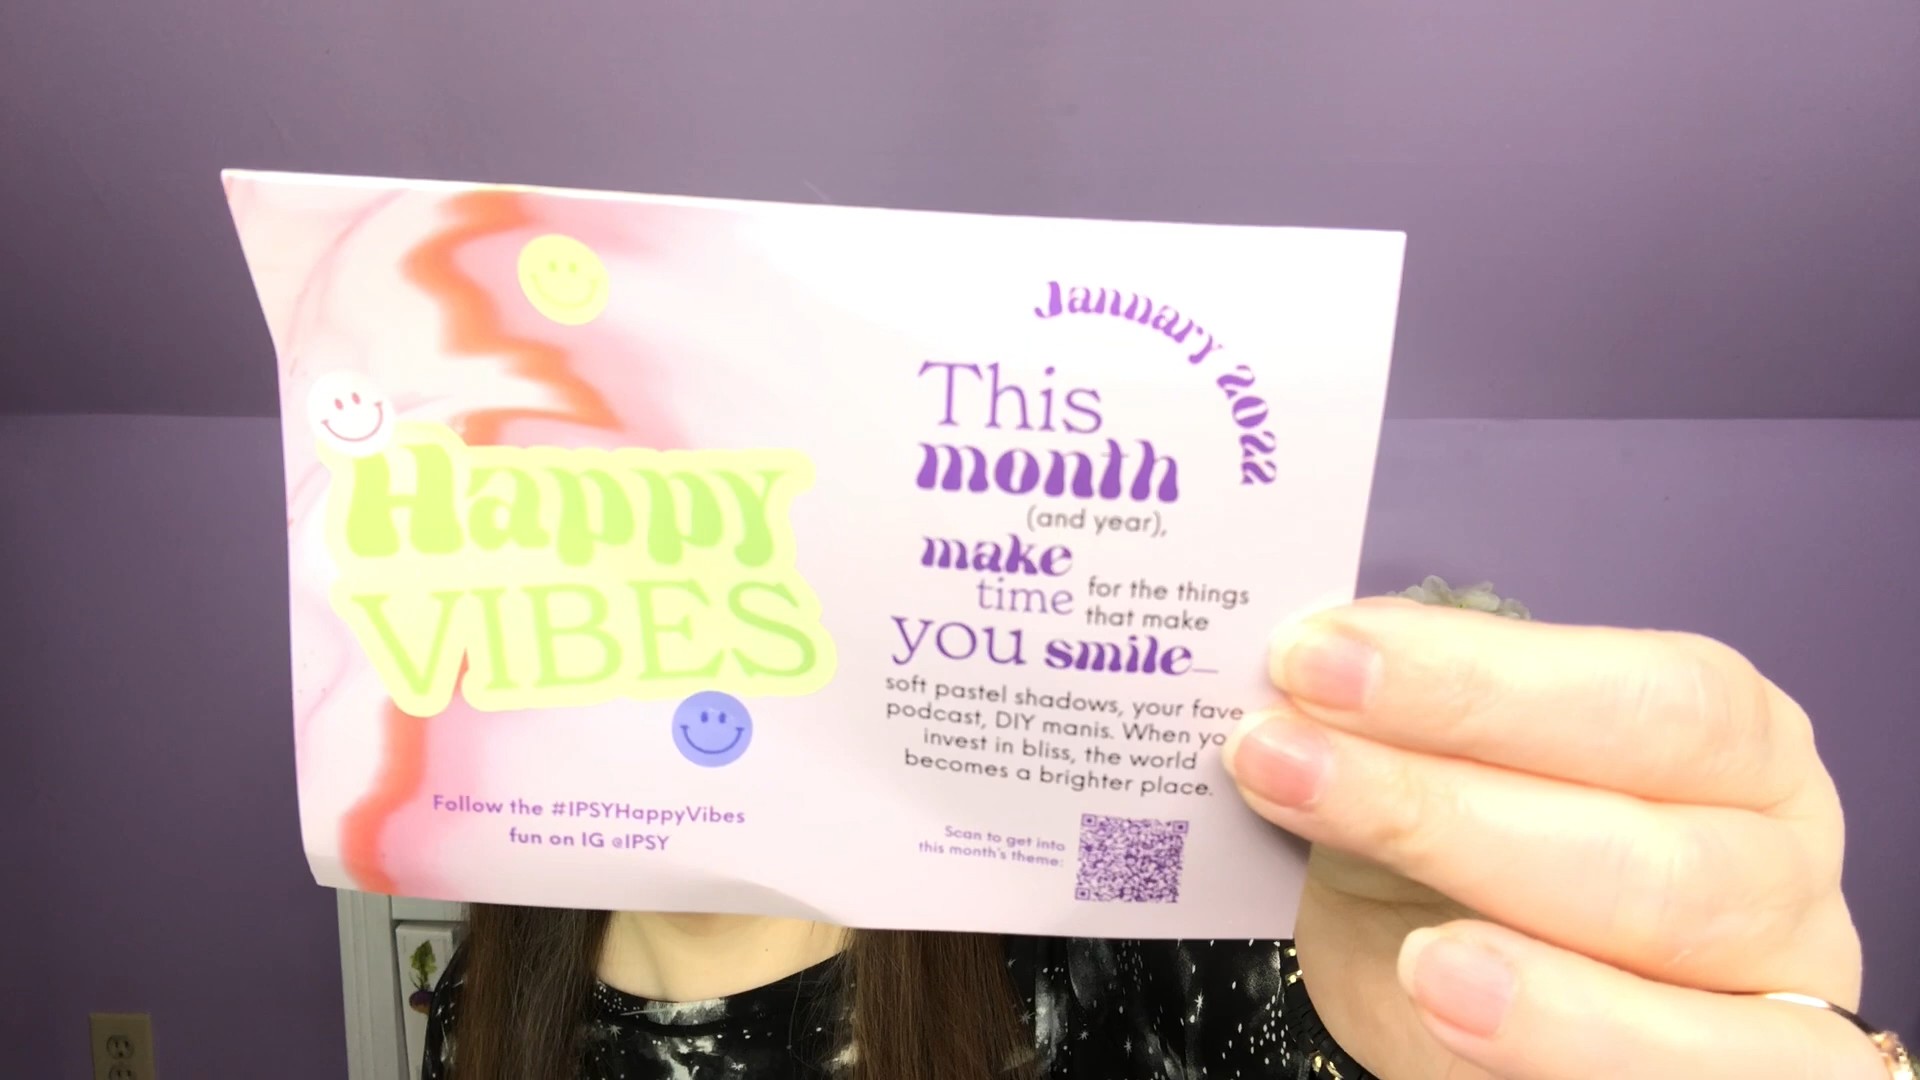 Happy
VIBES
Follow the #IPSYHappyVibes
fun on IG @IPSY
January 2022
This
month
(and year),
make
time
for the things
that make
you smile—
soft pastel shadows, your fave
podcast, DIY manis. When yo
invest in bliss, the world
becomes a brighter place.
Scan to get into
this month's theme: